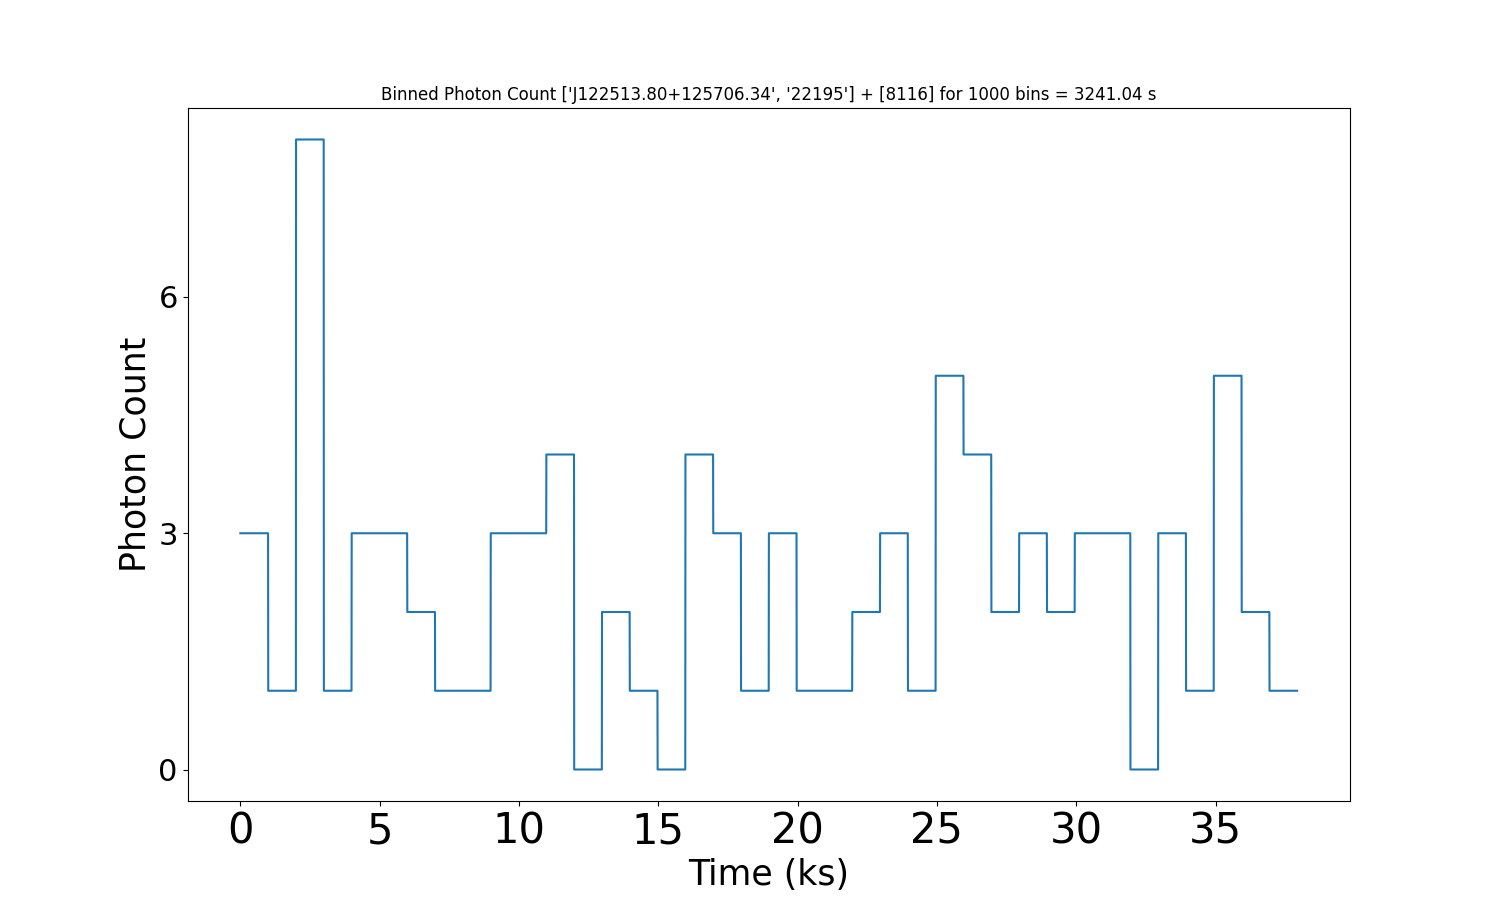 Binned Photon Count ['J122513.80+125706.34', '22195'] + [8116] for 1000 bins = 3241.04 s
Photon Count
6
3
0
0 5 10 15 20 25 30 35
Time (ks)